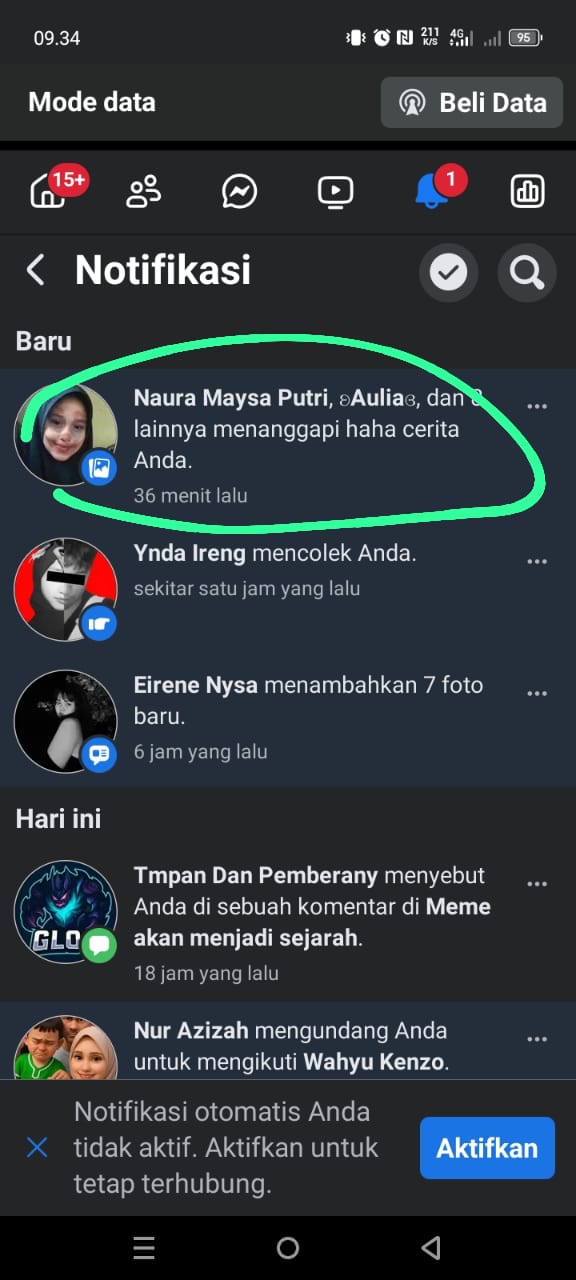 09.34
211
K/S
4G
95
Mode data
Beli Data
15+
1
Notifikasi
Baru
Naura Maysa Putri, ʚAuliaɞ, dan 8
lainnya menanggapi haha cerita
Anda.
36 menit lalu
Ynda Ireng mencolek Anda.
sekitar satu jam yang lalu
Eirene Nysa menambahkan 7 foto
baru.
6 jam yang lalu
Hari ini
GLO
Tmpan Dan Pemberany menyebut
Anda di sebuah komentar di Meme
akan menjadi sejarah.
18 jam yang lalu
Nur Azizah mengundang Anda
untuk mengikuti Wahyu Kenzo.
Notifikasi otomatis Anda
tidak aktif. Aktifkan untuk
tetap terhubung.
Aktifkan